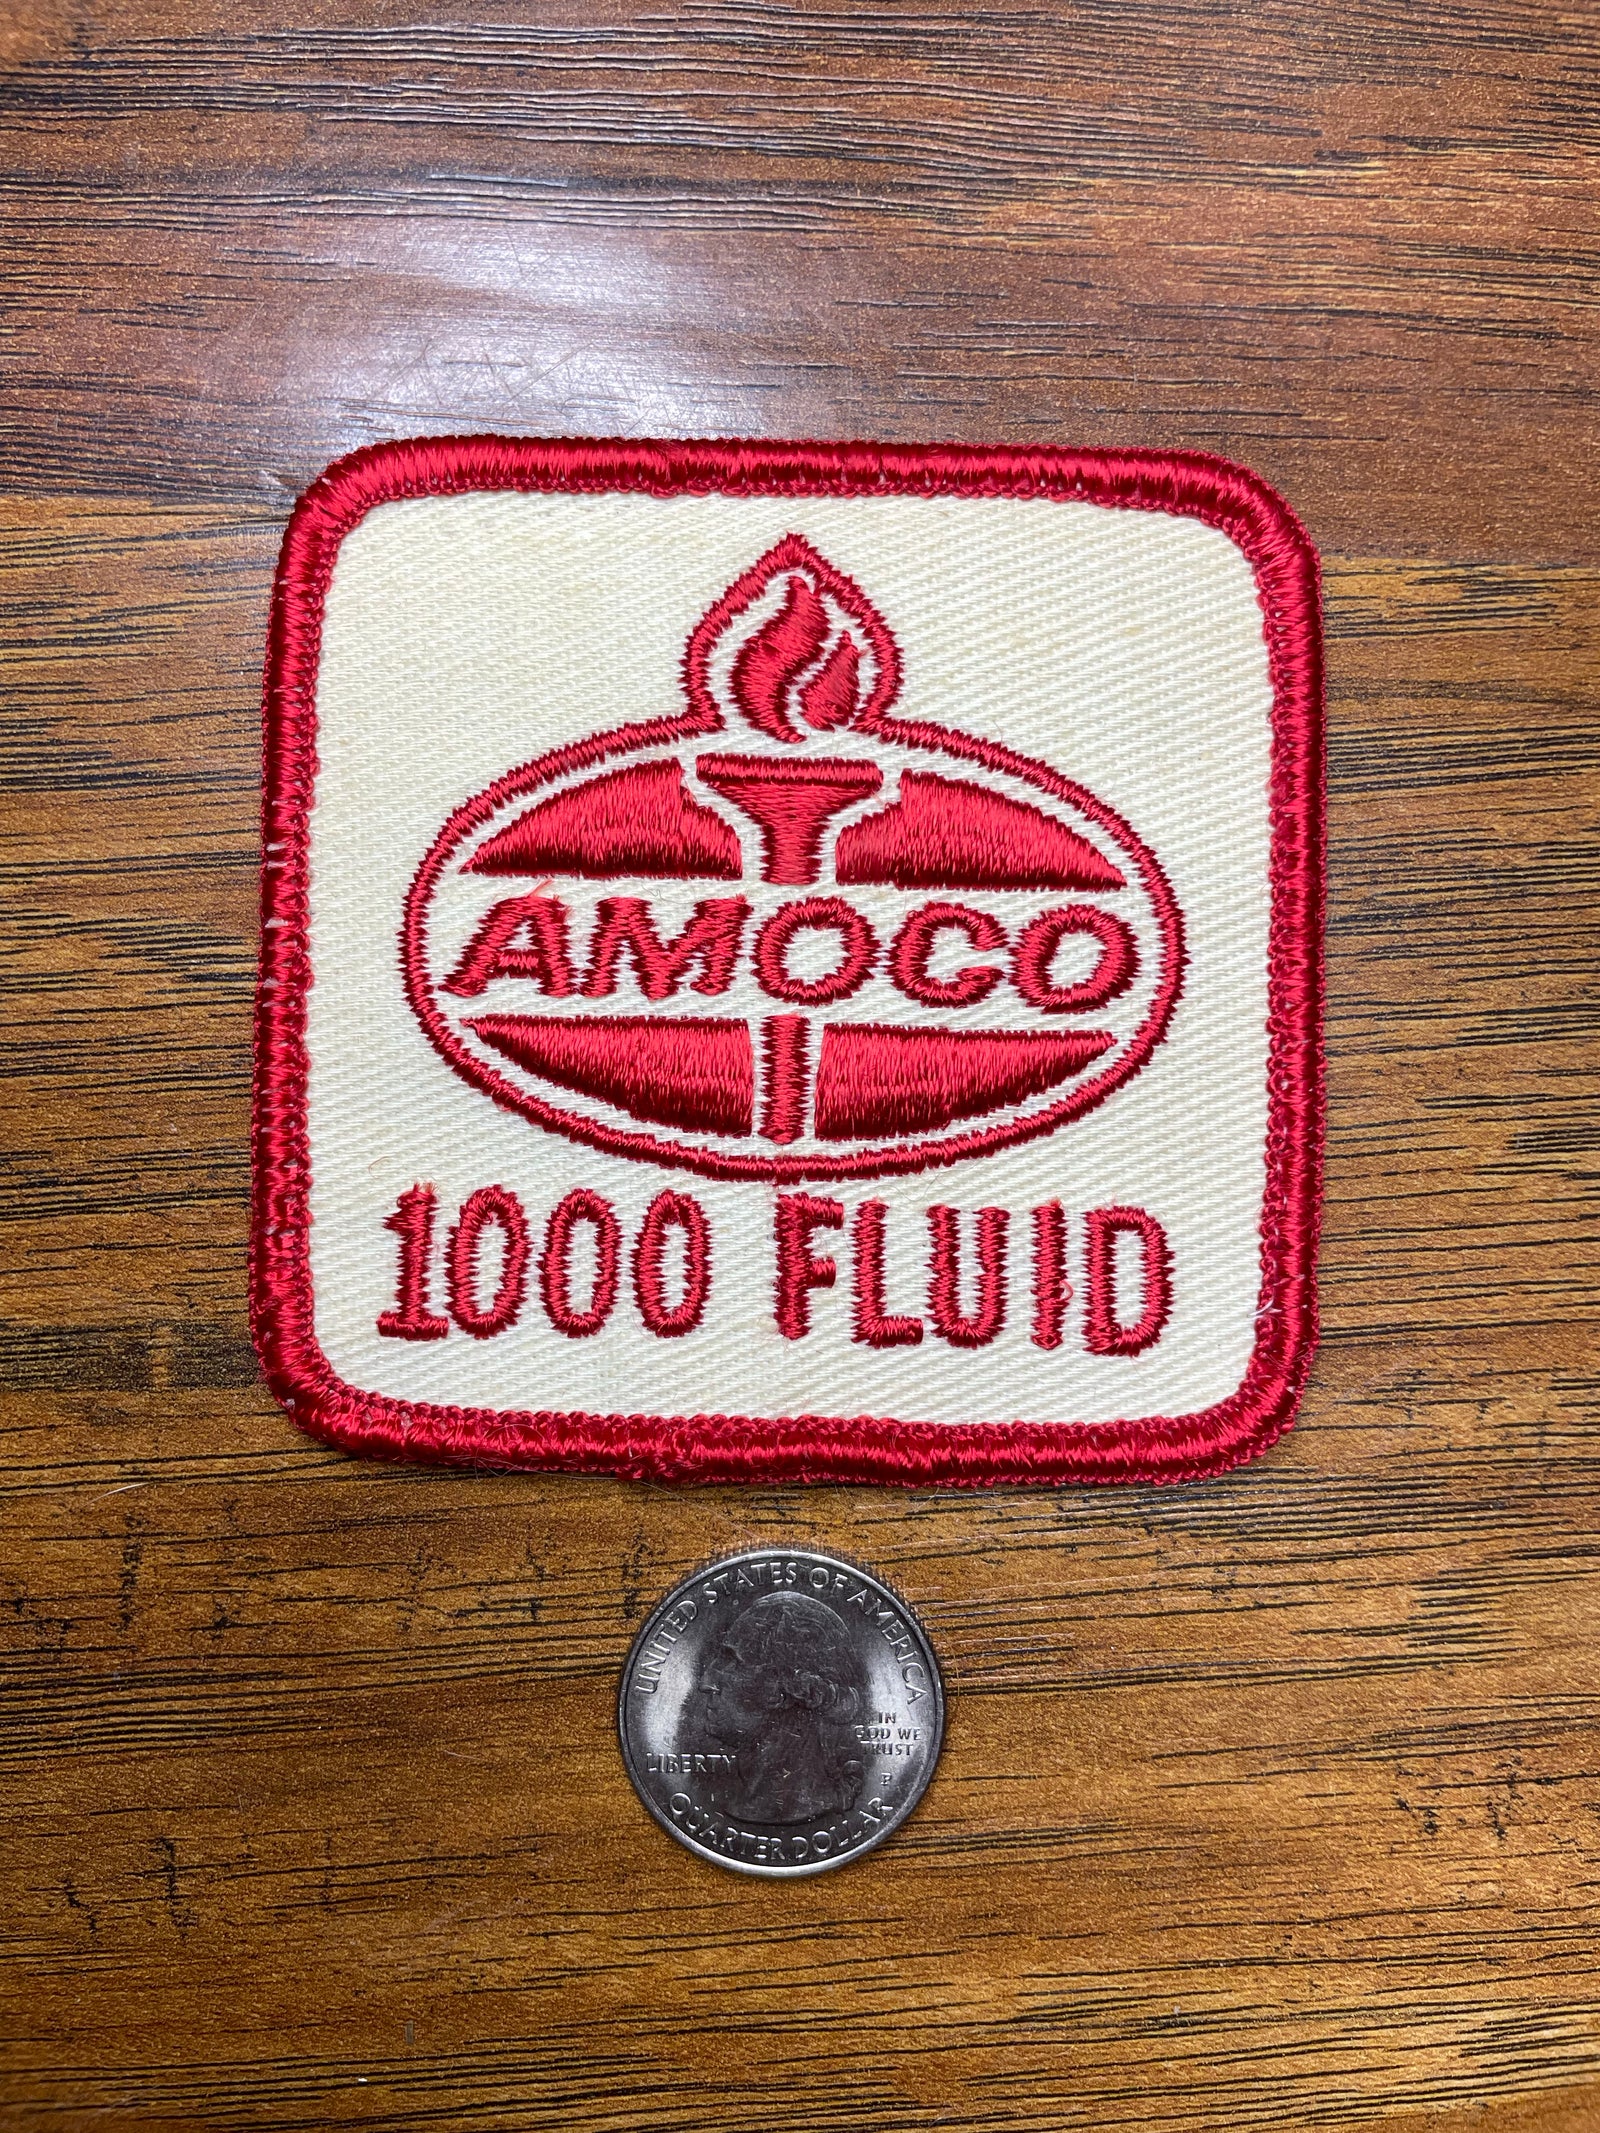 AMOCO
1000 FLUID
UNITED STATES OF AMERICA
IN
GOD WE
TRUST
LIBERTY
P
QUARTER DOLLAR